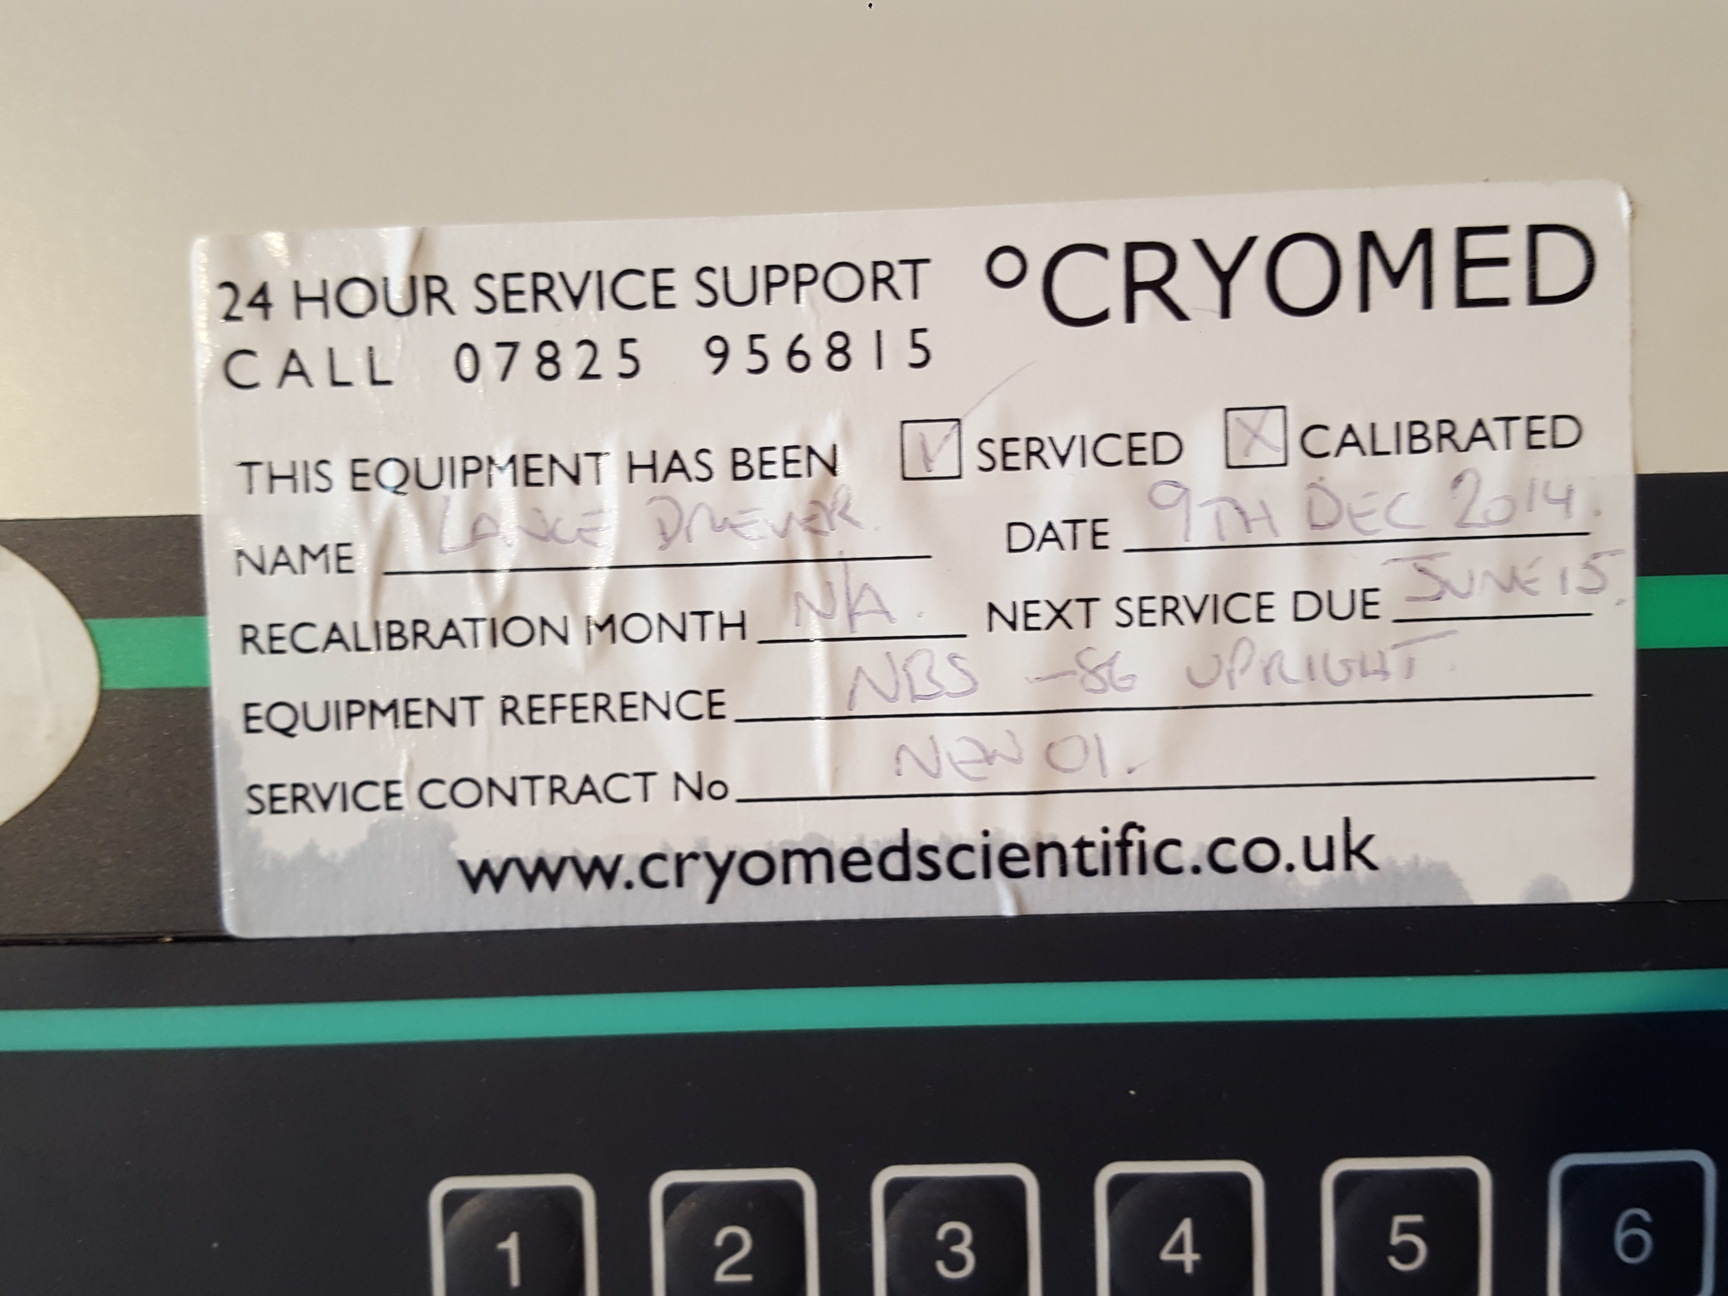 24 HOUR SERVICE SUPPORT °CRYOMED
CALL 07825 956815
THIS EQUIPMENT HAS BEEN SERVICED X CALIBRATED
NAME LANCE DREVER. DATE 9TH DEC 2014.
RECALIBRATION MONTH N/A. NEXT SERVICE DUE JUNE 15.
EQUIPMENT REFERENCE NBS -86 UPRIGHT.
SERVICE CONTRACT No NEW 01.
www.cryomedscientific.co.uk
1 2 3 4 5 6